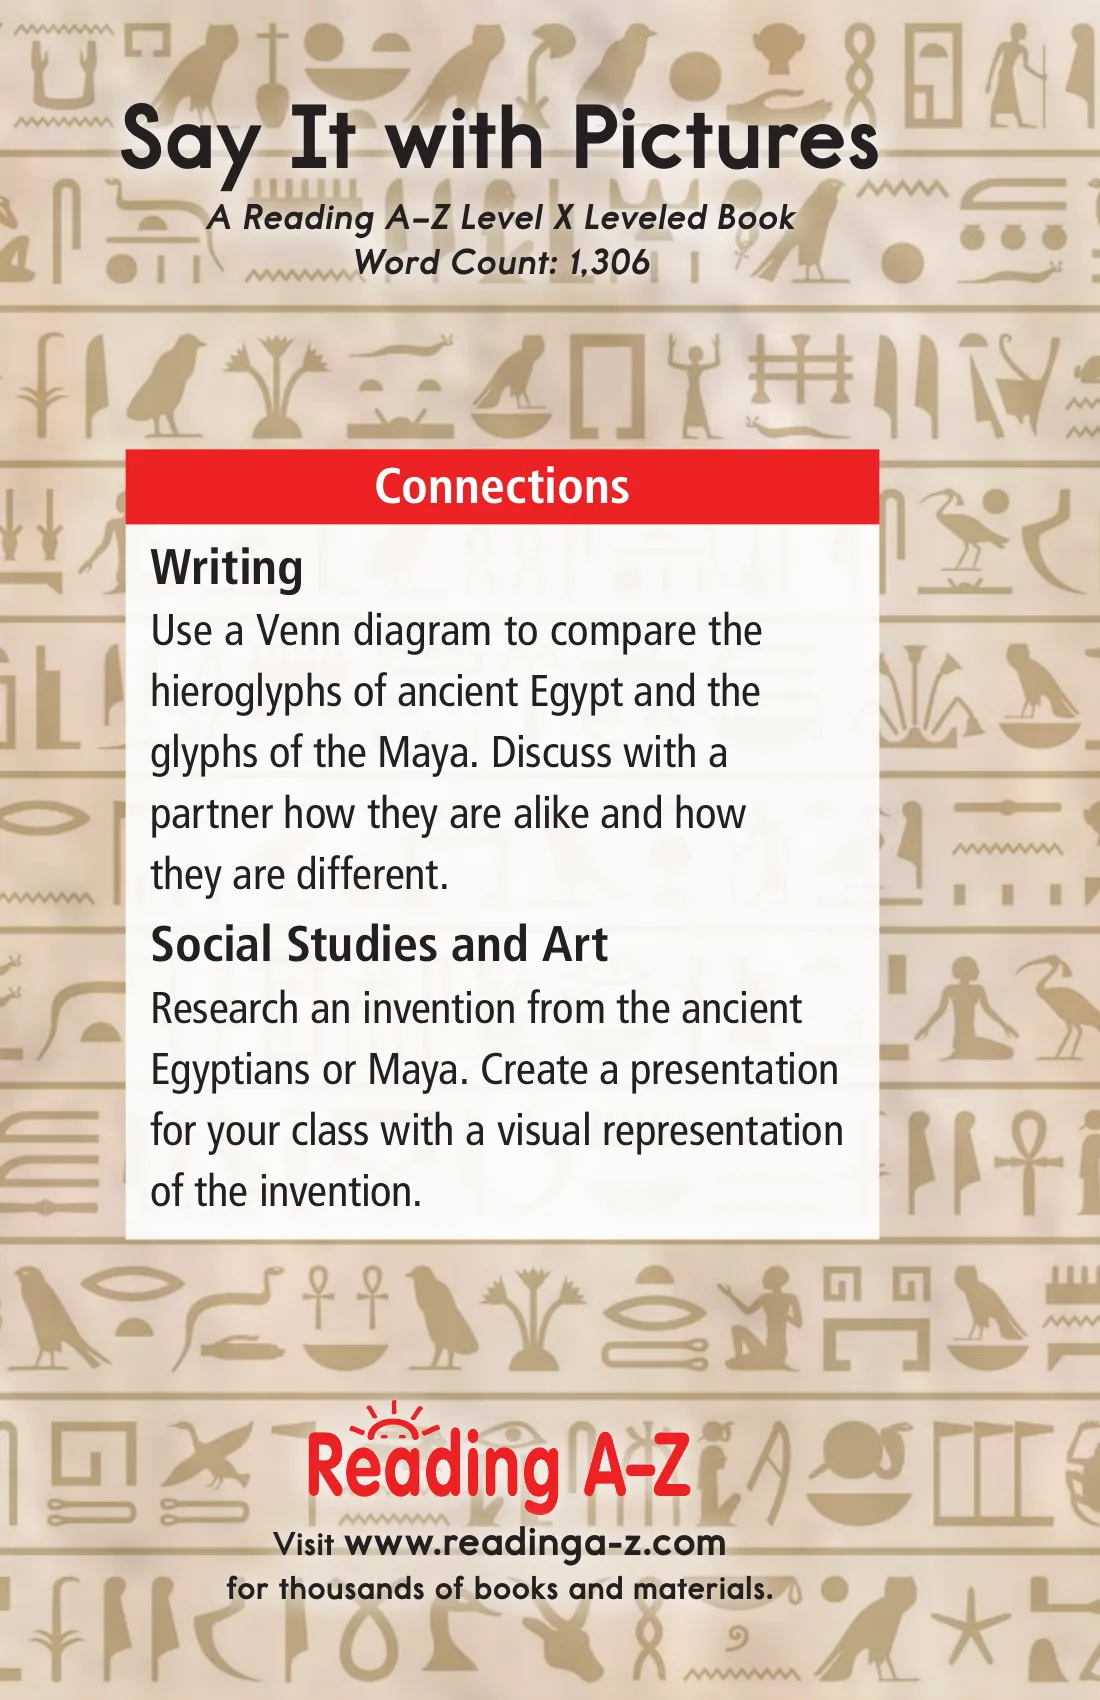 Say It with Pictures
A Reading A–Z Level X Leveled Book
Word Count: 1,306
Connections
Writing
Use a Venn diagram to compare the
hieroglyphs of ancient Egypt and the
glyphs of the Maya. Discuss with a
partner how they are alike and how
they are different.
Social Studies and Art
Research an invention from the ancient
Egyptians or Maya. Create a presentation
for your class with a visual representation
of the invention.
Reading A–Z
Visit www.readinga-z.com
for thousands of books and materials.